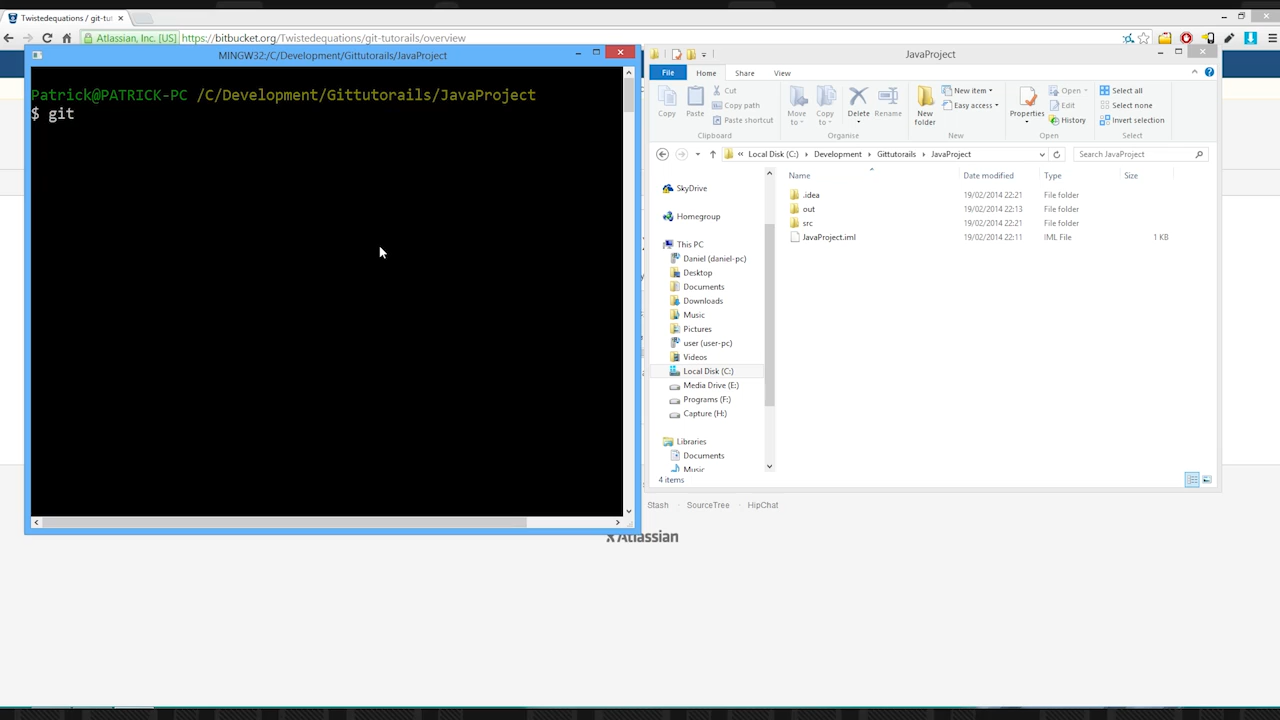 Twistedequations / git-tut
Atlassian, Inc. [US] https://bitbucket.org/Twistedequations/git-tutorails/overview
MINGW32:/C/Development/Gittutorails/JavaProject
Patrick@PATRICK-PC /C/Development/Gittutorails/JavaProject
$ git
JavaProject
File Home Share View
Copy
Paste
Cut
Copy path
Paste shortcut
Clipboard
Move to
Copy to
Delete
Rename
Organise
New folder
New item
Easy access
New
Properties
Open
Edit
History
Open
Select all
Select none
Invert selection
Select
« Local Disk (C:) Development Gittutorails JavaProject
Search JavaProject
Name Date modified Type Size
.idea 19/02/2014 22:21 File folder
out 19/02/2014 22:13 File folder
src 19/02/2014 22:21 File folder
JavaProject.iml 19/02/2014 22:11 IML File 1 KB
SkyDrive
Homegroup
This PC
Daniel (daniel-pc)
Desktop
Documents
Downloads
Music
Pictures
user (user-pc)
Videos
Local Disk (C:)
Media Drive (E:)
Programs (F:)
Capture (H:)
Libraries
Documents
Music
4 items
Stash · SourceTree · HipChat
Atlassian